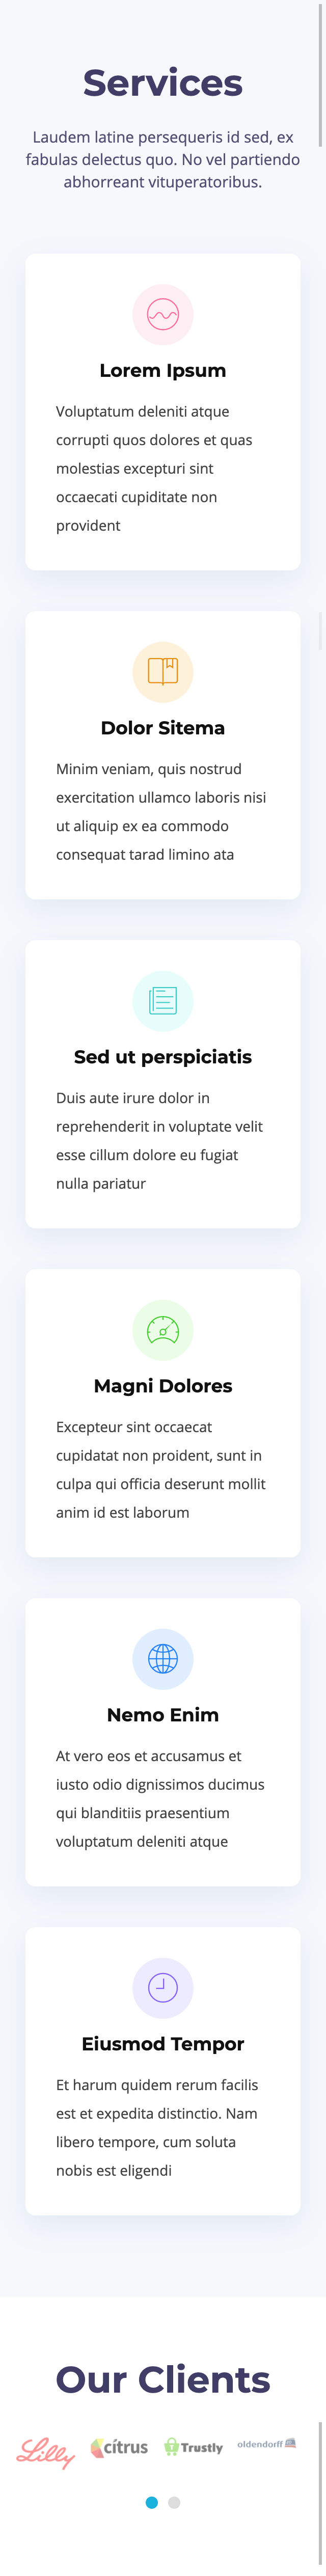 Services
Laudem latine persequeris id sed, ex
fabulas delectus quo. No vel partiendo
abhorreant vituperatoribus.
Lorem Ipsum
Voluptatum deleniti atque
corrupti quos dolores et quas
molestias excepturi sint
occaecati cupiditate non
provident
Dolor Sitema
Minim veniam, quis nostrud
exercitation ullamco laboris nisi
ut aliquip ex ea commodo
consequat tarad limino ata
Sed ut perspiciatis
Duis aute irure dolor in
reprehenderit in voluptate velit
esse cillum dolore eu fugiat
nulla pariatur
Magni Dolores
Excepteur sint occaecat
cupidatat non proident, sunt in
culpa qui officia deserunt mollit
anim id est laborum
Nemo Enim
At vero eos et accusamus et
iusto odio dignissimos ducimus
qui blanditiis praesentium
voluptatum deleniti atque
Eiusmod Tempor
Et harum quidem rerum facilis
est et expedita distinctio. Nam
libero tempore, cum soluta
nobis est eligendi
Our Clients
Lilly cítrus Trustly oldendorff